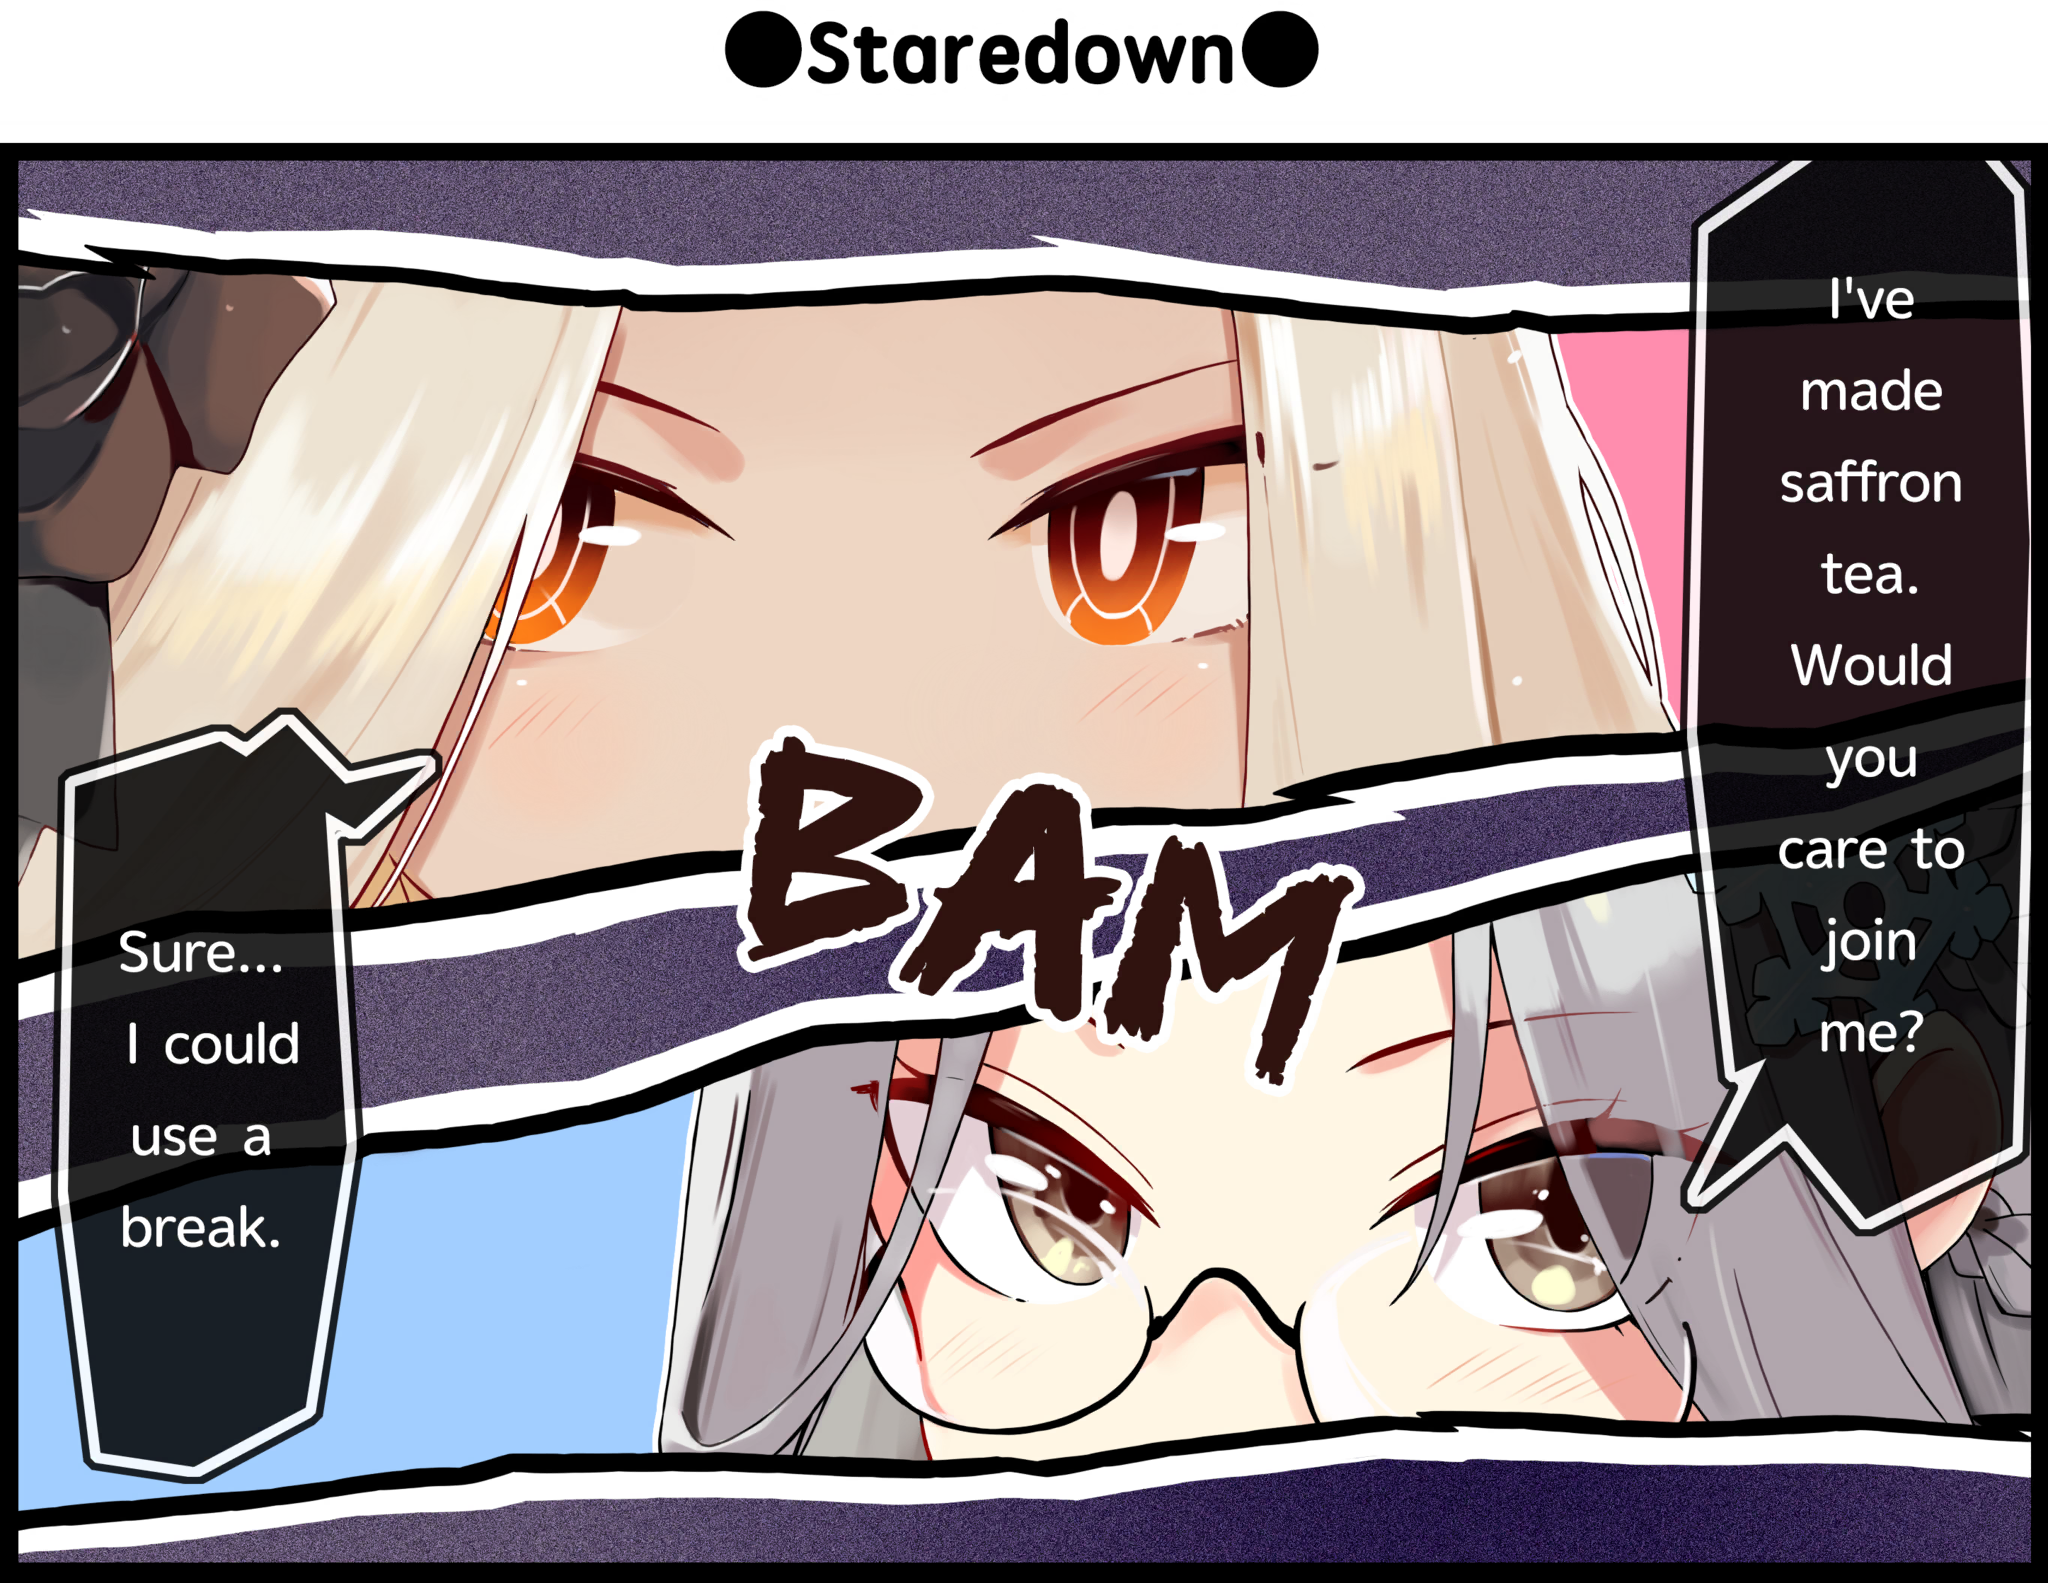 ●Staredown●
I've
made
saffron
tea.
Would
you
care to
join
me?
BAM
Sure...
I could
use a
break.